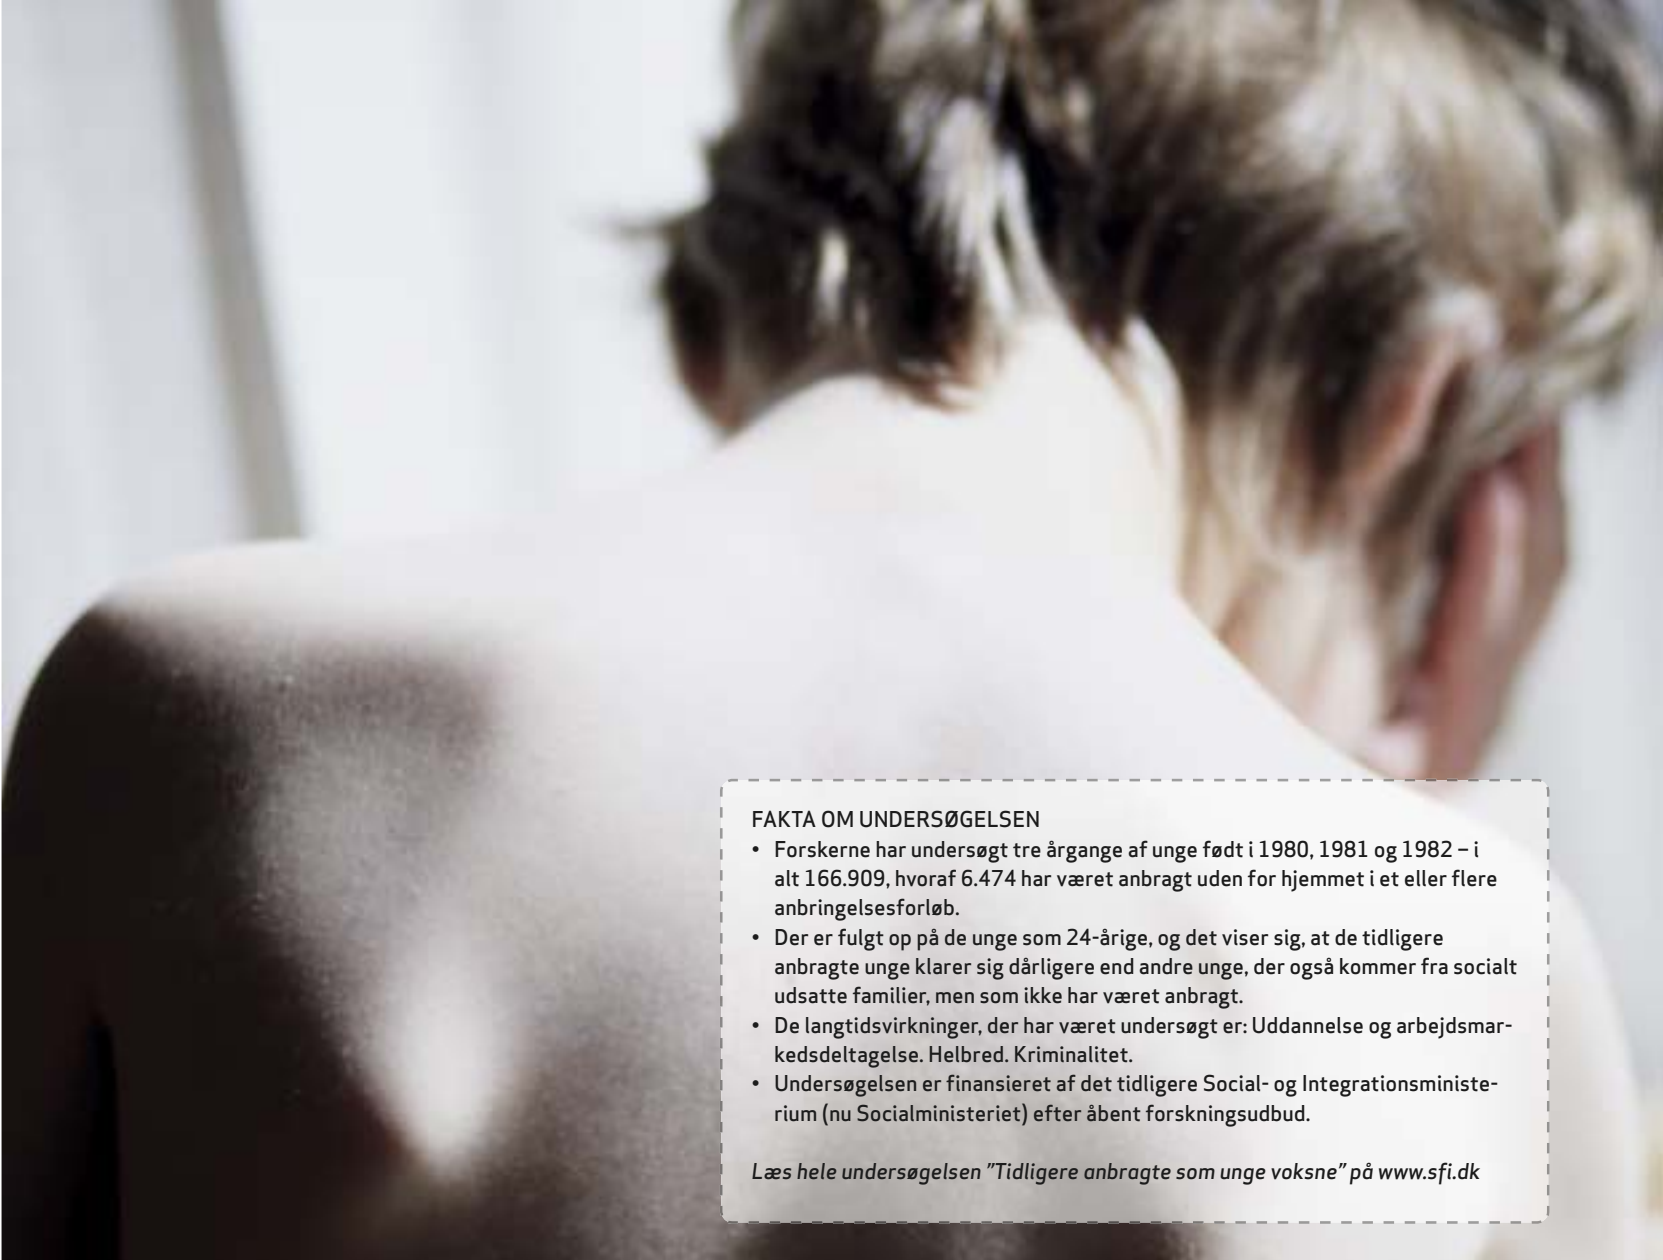 FAKTA OM UNDERSØGELSEN
• Forskerne har undersøgt tre årgange af unge født i 1980, 1981 og 1982 – i
alt 166.909, hvoraf 6.474 har været anbragt uden for hjemmet i et eller flere
anbringelsesforløb.
• Der er fulgt op på de unge som 24-årige, og det viser sig, at de tidligere
anbragte unge klarer sig dårligere end andre unge, der også kommer fra socialt
udsatte familier, men som ikke har været anbragt.
• De langtidsvirkninger, der har været undersøgt er: Uddannelse og arbejdsmar-
kedsdeltagelse. Helbred. Kriminalitet.
• Undersøgelsen er finansieret af det tidligere Social- og Integrationsministe-
rium (nu Socialministeriet) efter åbent forskningsudbud.
Læs hele undersøgelsen ”Tidligere anbragte som unge voksne” på www.sfi.dk